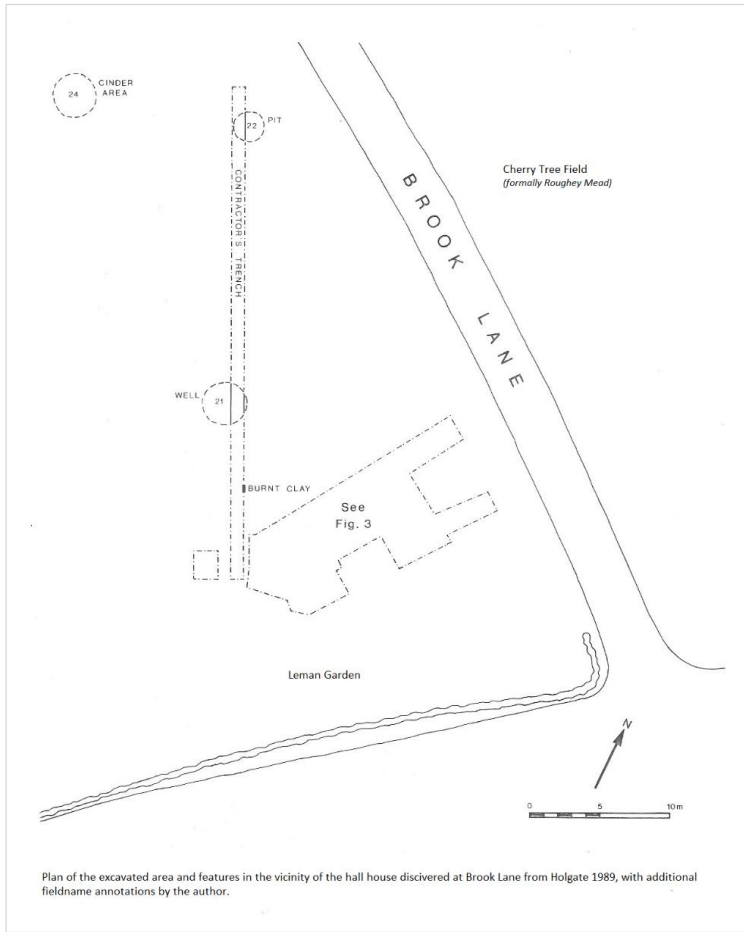 CINDER
AREA
24
22
PIT
CONTRACTOR'S TRENCH
Cherry Tree Field
(formally Roughey Mead)
BROOK LANE
WELL
21
BURNT CLAY
See
Fig. 3
Leman Garden
N
0 5 10m
Plan of the excavated area and features in the vicinity of the hall house discivered at Brook Lane from Holgate 1989, with additional
fieldname annotations by the author.